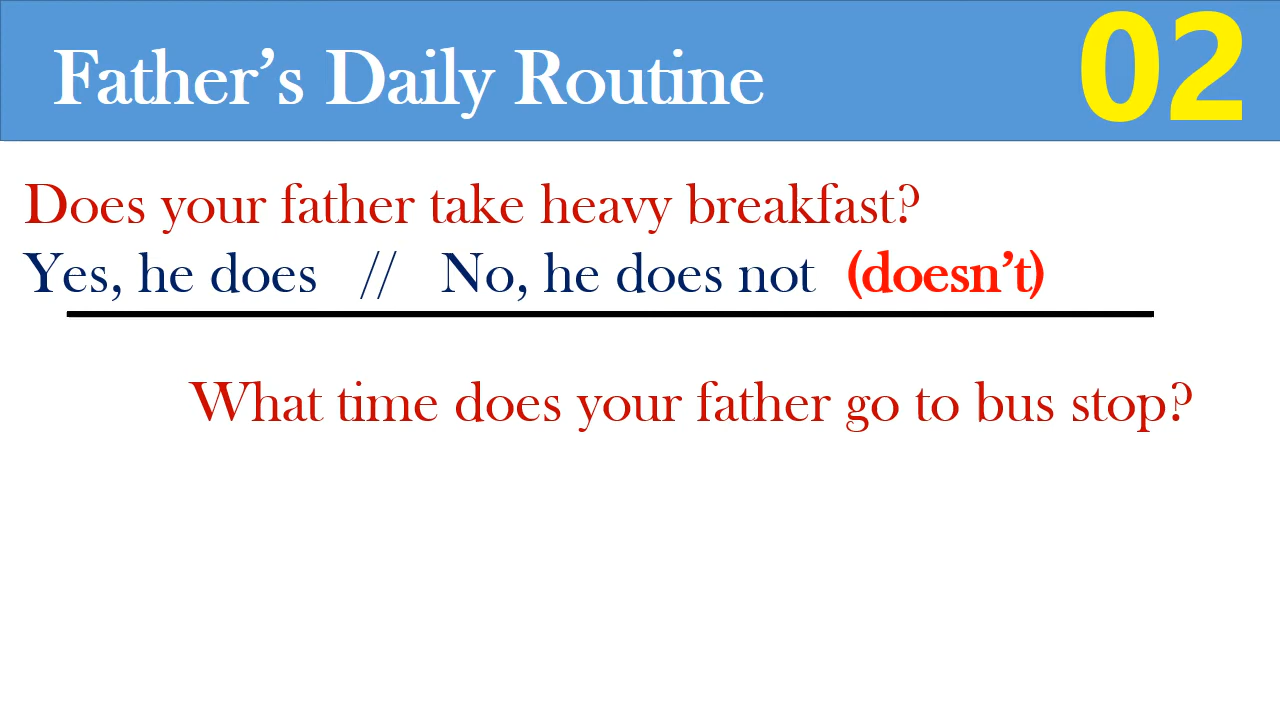 Father’s Daily Routine
02
Does your father take heavy breakfast?
Yes, he does // No, he does not (doesn’t)
What time does your father go to bus stop?